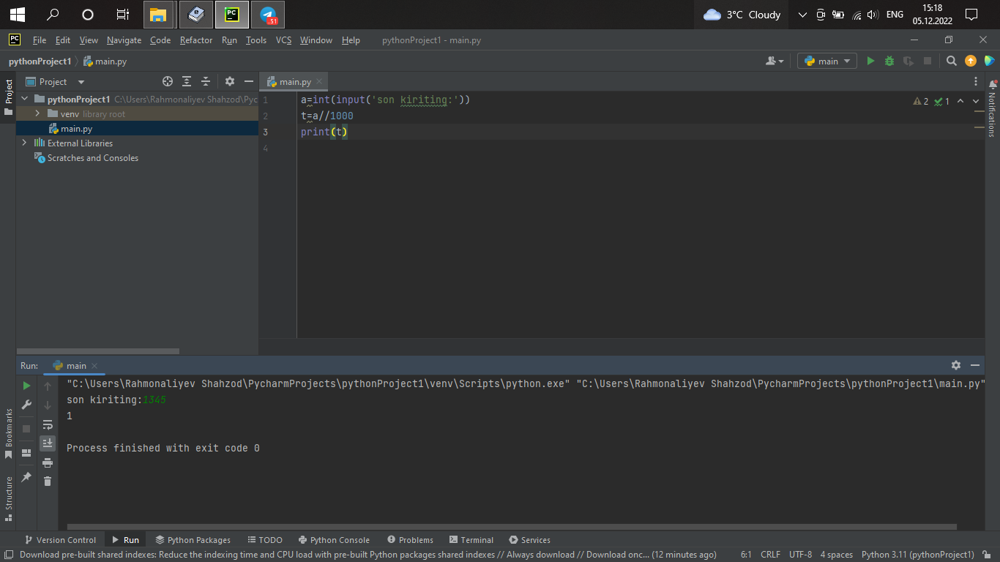 3°C Cloudy
ENG
15:18
05.12.2022
PC
51
PC File Edit View Navigate Code Refactor Run Tools VCS Window Help pythonProject1 - main.py
pythonProject1 main.py
main
Project
main.py
Project
Notifications
pythonProject1 C:\Users\Rahmonaliyev Shahzod\Pyc
venv library root
main.py
External Libraries
Scratches and Consoles
1 a=int(input('son kiriting:'))
2 t=a//1000
3 print(t)
4
2 1
Run: main
"C:\Users\Rahmonaliyev Shahzod\PycharmProjects\pythonProject1\venv\Scripts\python.exe" "C:\Users\Rahmonaliyev Shahzod\PycharmProjects\pythonProject1\main.py"
son kiriting:1345
1
Process finished with exit code 0
Bookmarks
Structure
Version Control Run Python Packages TODO Python Console Problems Terminal Services
Download pre-built shared indexes: Reduce the indexing time and CPU load with pre-built Python packages shared indexes // Always download // Download onc... (12 minutes ago) 6:1 CRLF UTF-8 4 spaces Python 3.11 (pythonProject1)